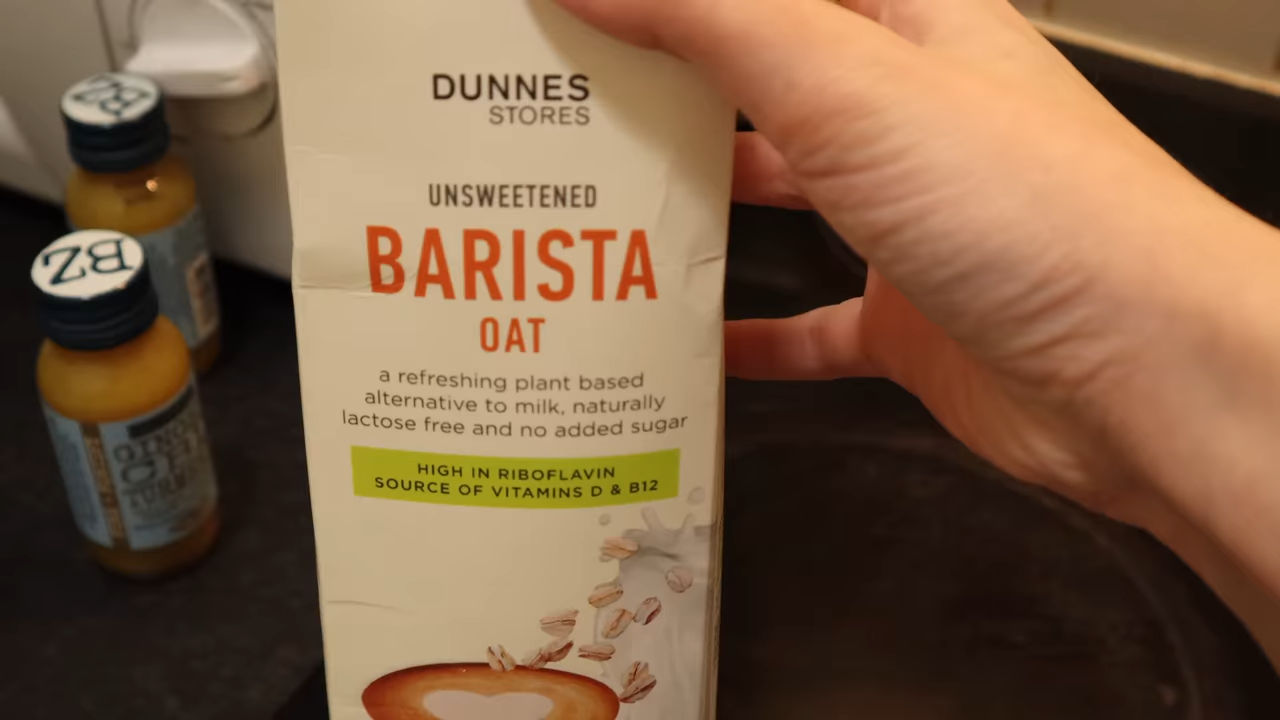 DUNNES
STORES
UNSWEETENED
BARISTA
OAT
a refreshing plant based
alternative to milk, naturally
lactose free and no added sugar
HIGH IN RIBOFLAVIN
SOURCE OF VITAMINS D & B12
BZ
BZ